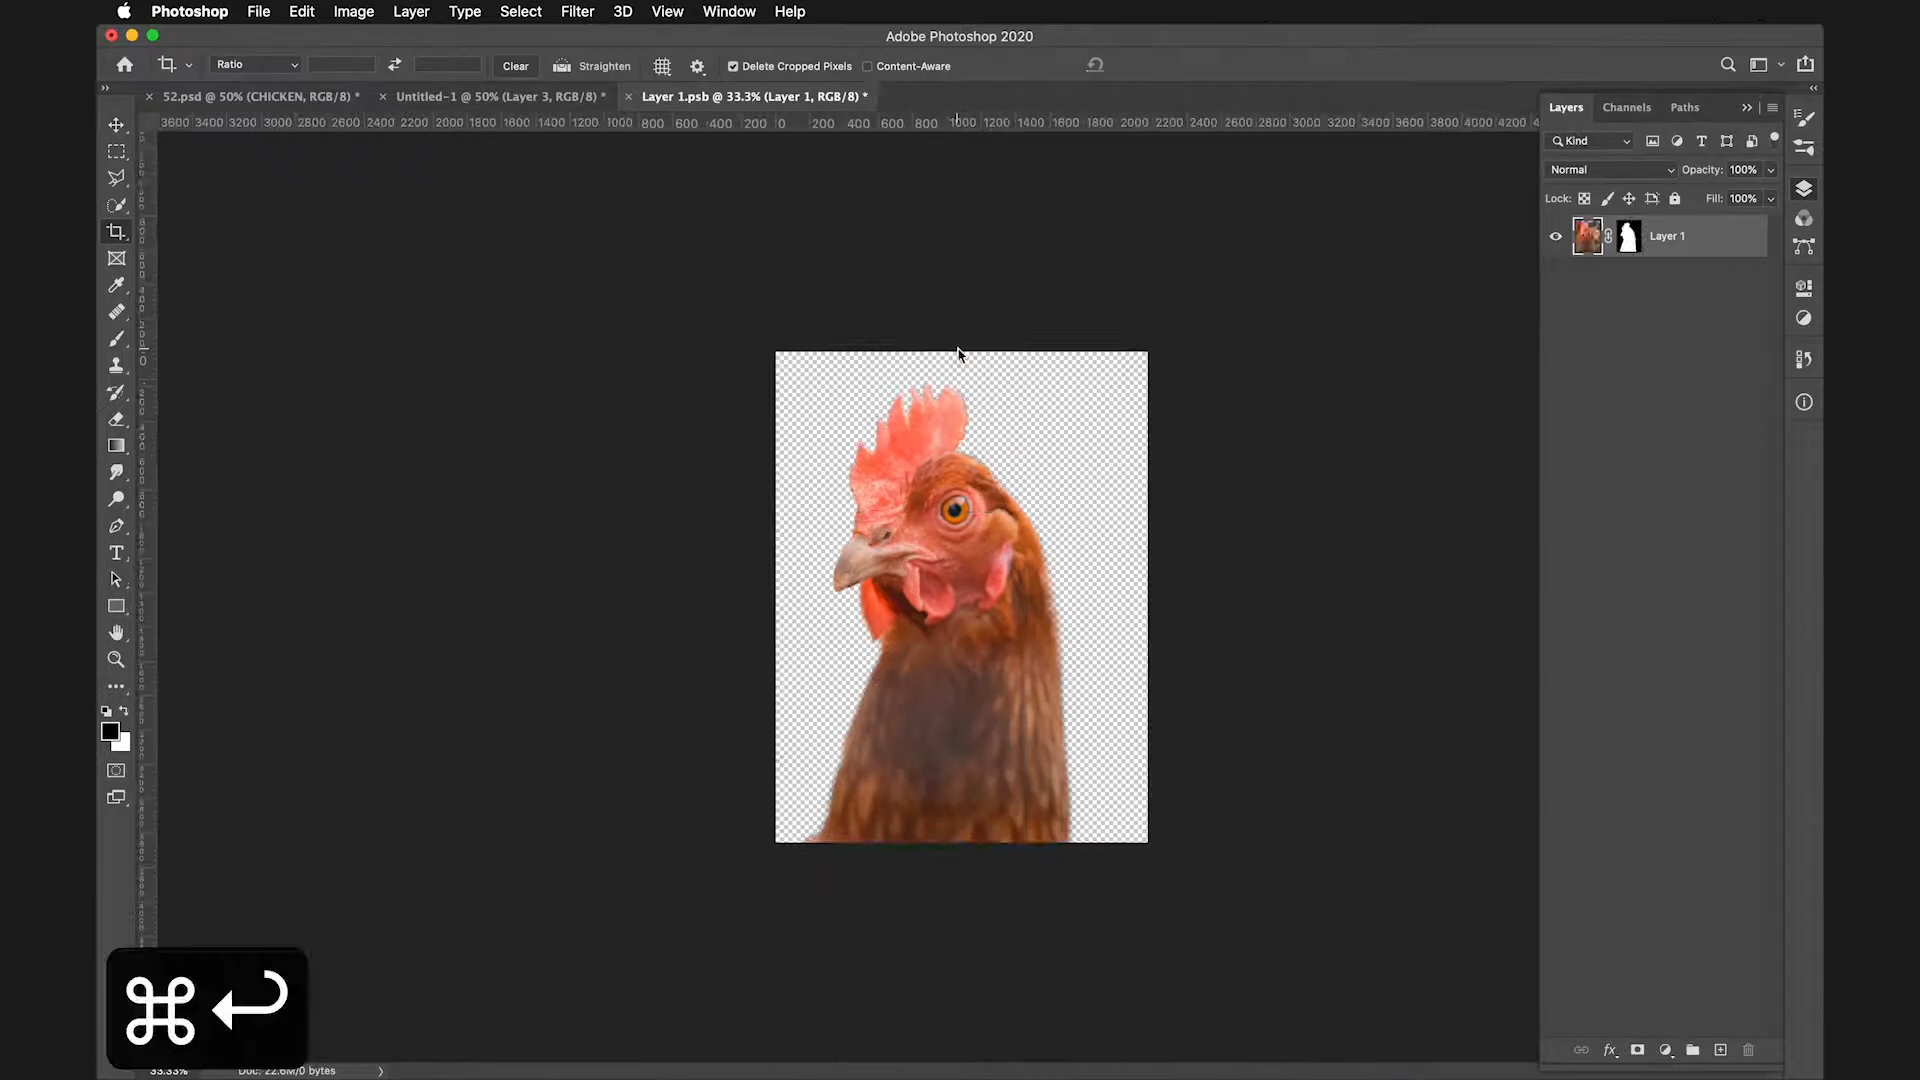 Photoshop File Edit Image Layer Type Select Filter 3D View Window Help
Adobe Photoshop 2020
Ratio Clear Straighten Delete Cropped Pixels Content-Aware
52.psd @ 50% (CHICKEN, RGB/8) * Untitled-1 @ 50% (Layer 3, RGB/8) * Layer 1.psb @ 33.3% (Layer 1, RGB/8) *
3600 3400 3200 3000 2800 2600 2400 2200 2000 1800 1600 1400 1200 1000 800 600 400 200 0 200 400 600 800 1000 1200 1400 1600 1800 2000 2200 2400 2600 2800 3000 3200 3400 3600 3800 4000 4200
Layers Channels Paths
Kind
Normal Opacity: 100%
Lock: Fill: 100%
Layer 1
33.33% Doc: 22.6M/0 bytes